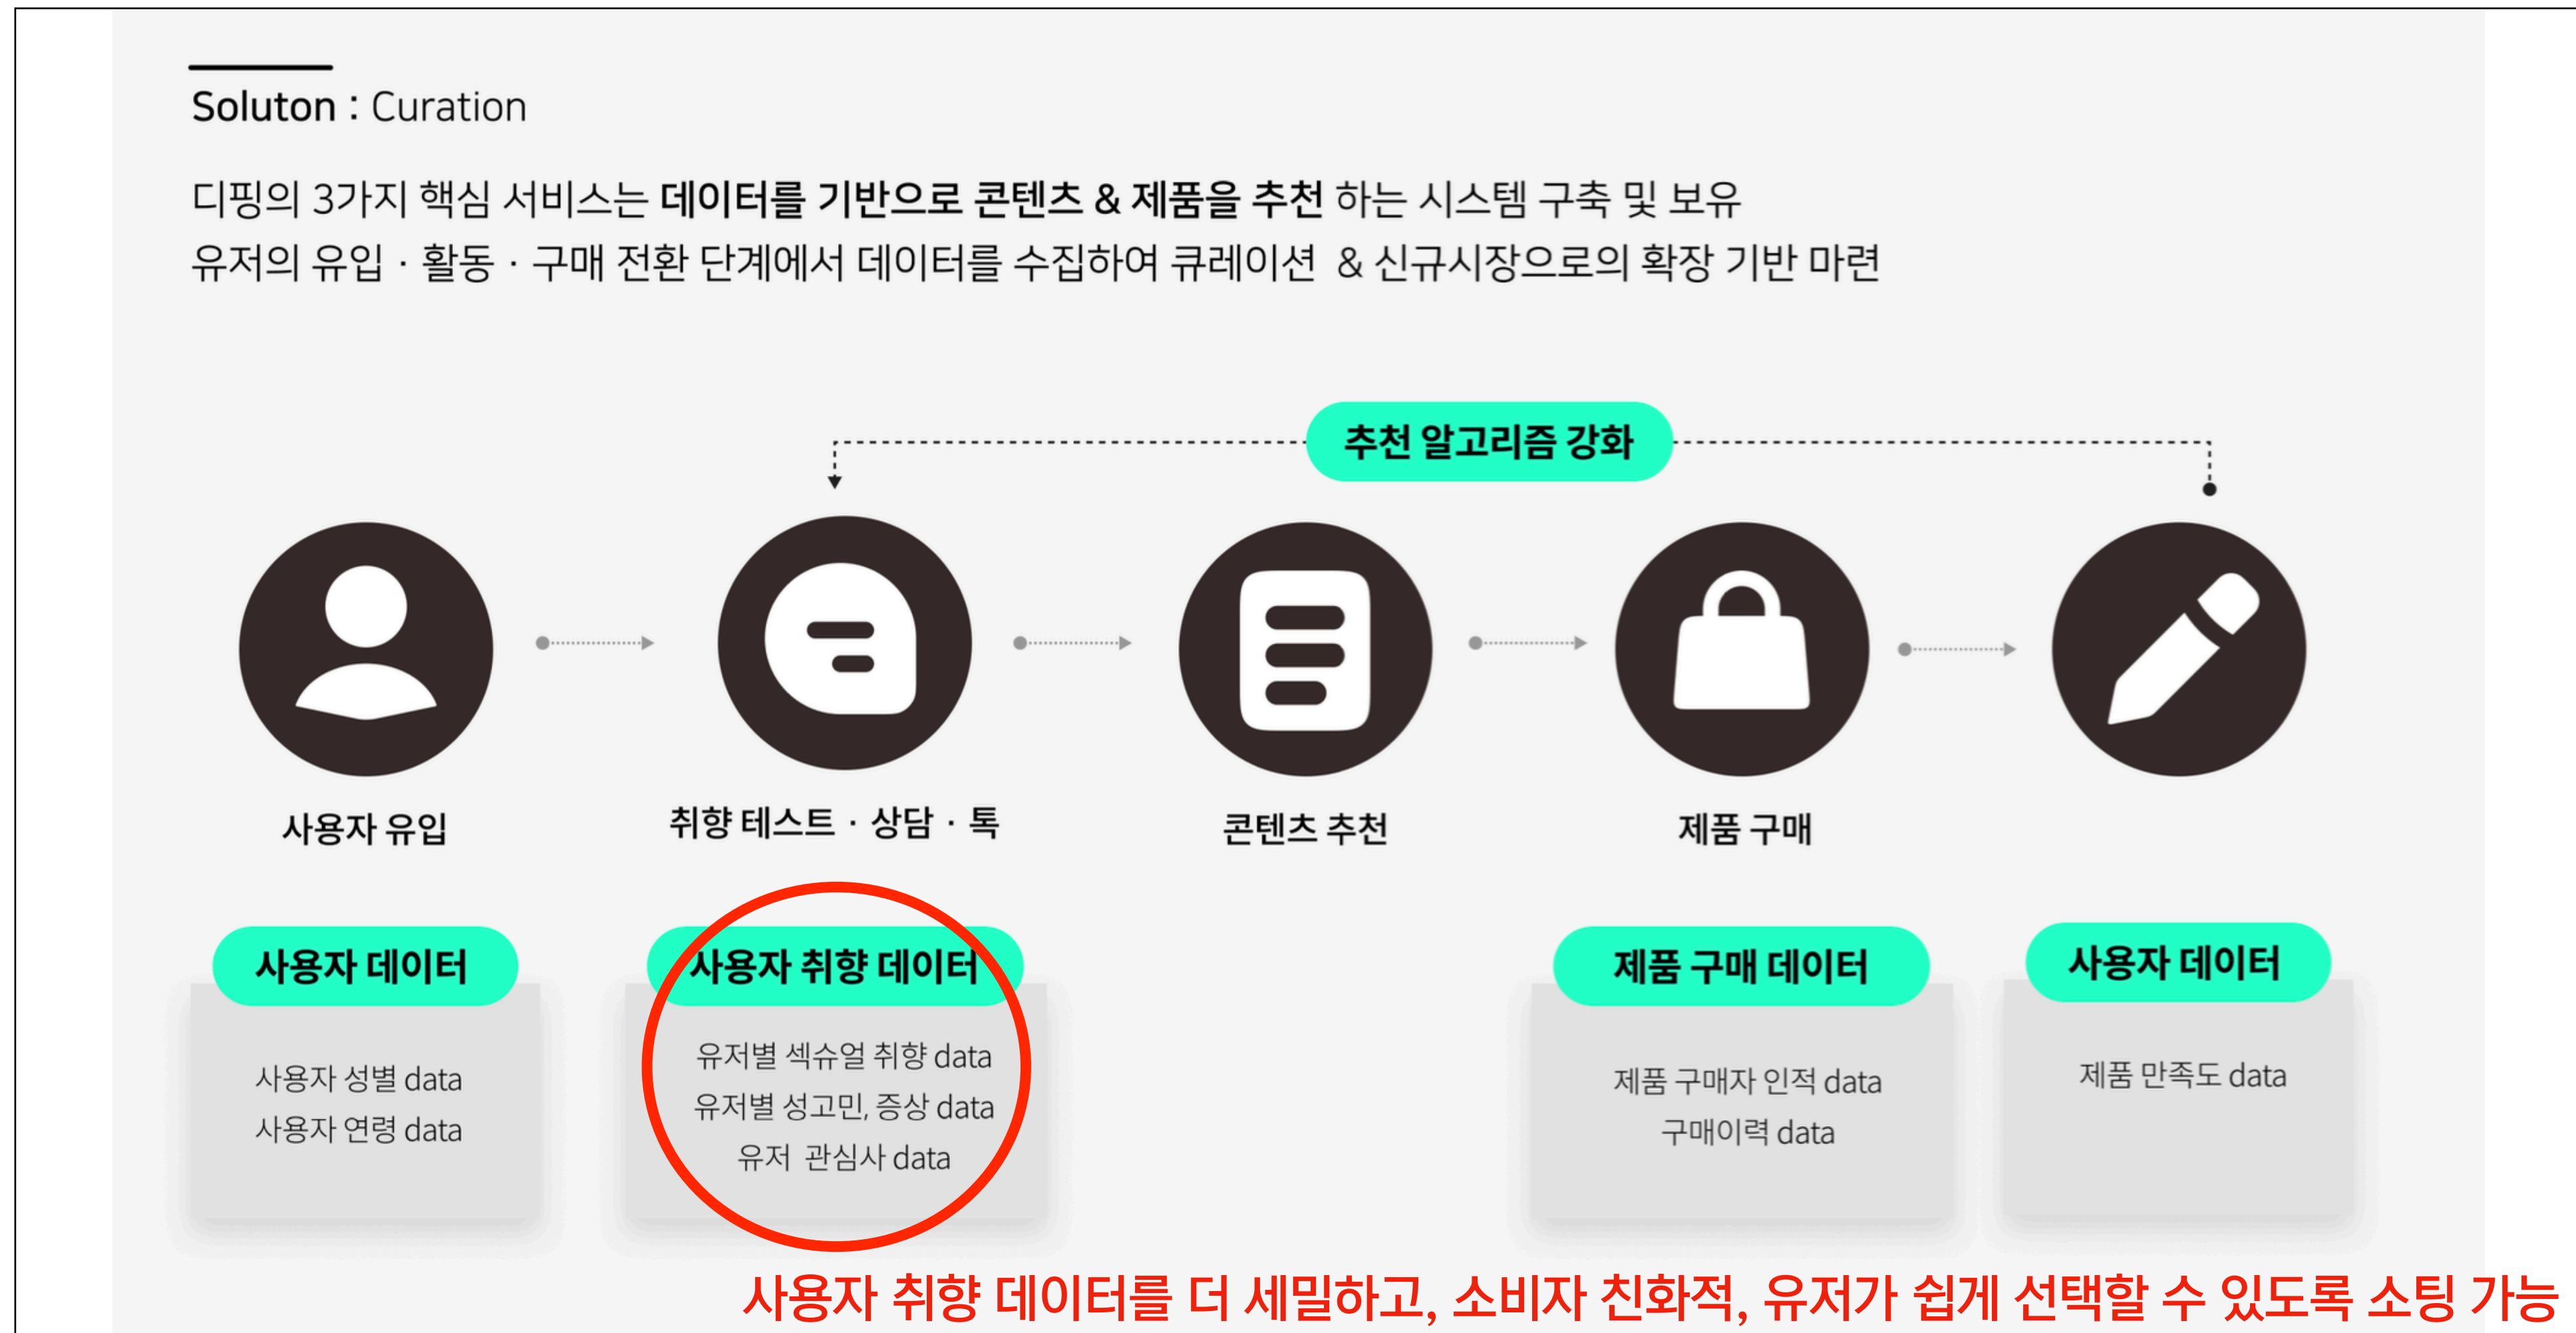 Soluton : Curation
디핑의 3가지 핵심 서비스는 데이터를 기반으로 콘텐츠 & 제품을 추천 하는 시스템 구축 및 보유
유저의 유입 · 활동 · 구매 전환 단계에서 데이터를 수집하여 큐레이션 & 신규시장으로의 확장 기반 마련
추천 알고리즘 강화
사용자 유입
취향 테스트 · 상담 · 톡
콘텐츠 추천
제품 구매
사용자 데이터
사용자 성별 data
사용자 연령 data
사용자 취향 데이터
유저별 섹슈얼 취향 data
유저별 성고민, 증상 data
유저 관심사 data
제품 구매 데이터
제품 구매자 인적 data
구매이력 data
사용자 데이터
제품 만족도 data
사용자 취향 데이터를 더 세밀하고, 소비자 친화적, 유저가 쉽게 선택할 수 있도록 소팅 가능